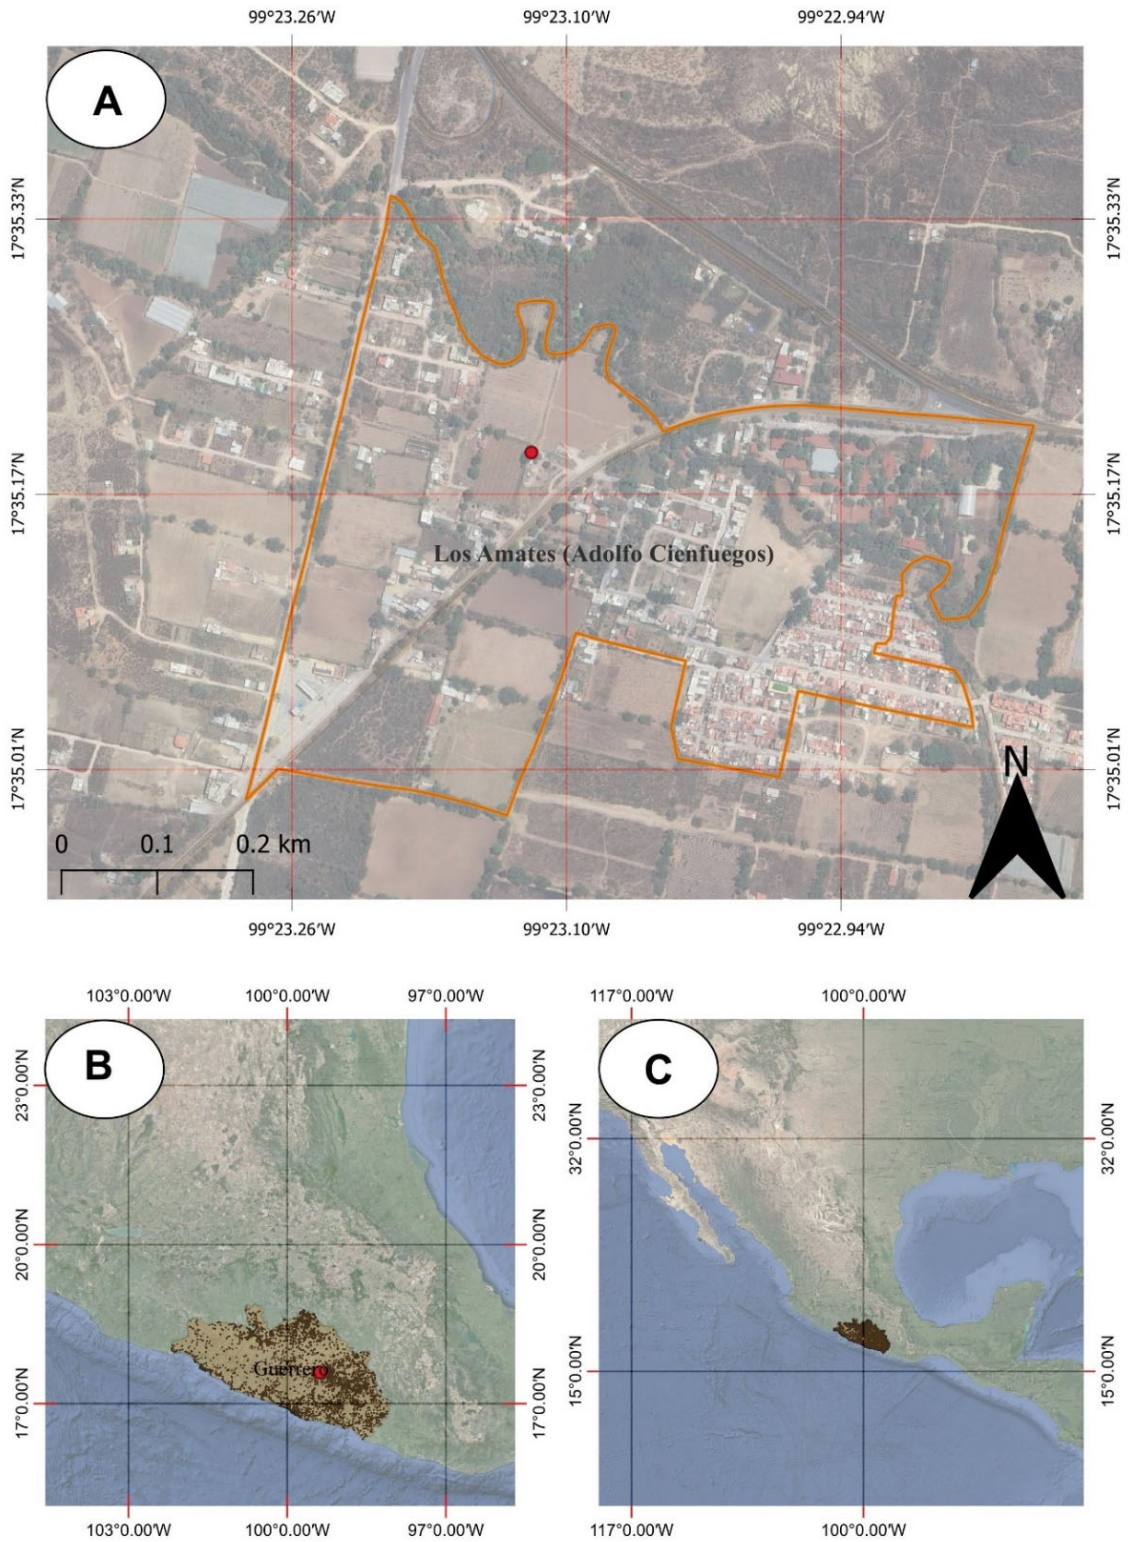 99°23.26′W 99°23.10′W 99°22.94′W
A
17°35.33′N 17°35.33′N
17°35.17′N 17°35.17′N
Los Amates (Adolfo Cienfuegos)
17°35.01′N 17°35.01′N
N
0 0.1 0.2 km
99°23.26′W 99°23.10′W 99°22.94′W
103°0.00′W 100°0.00′W 97°0.00′W
B
23°0.00′N 23°0.00′N
20°0.00′N 20°0.00′N
Guerrero
17°0.00′N 17°0.00′N
103°0.00′W 100°0.00′W 97°0.00′W
117°0.00′W 100°0.00′W
C
32°0.00′N 32°0.00′N
15°0.00′N 15°0.00′N
117°0.00′W 100°0.00′W